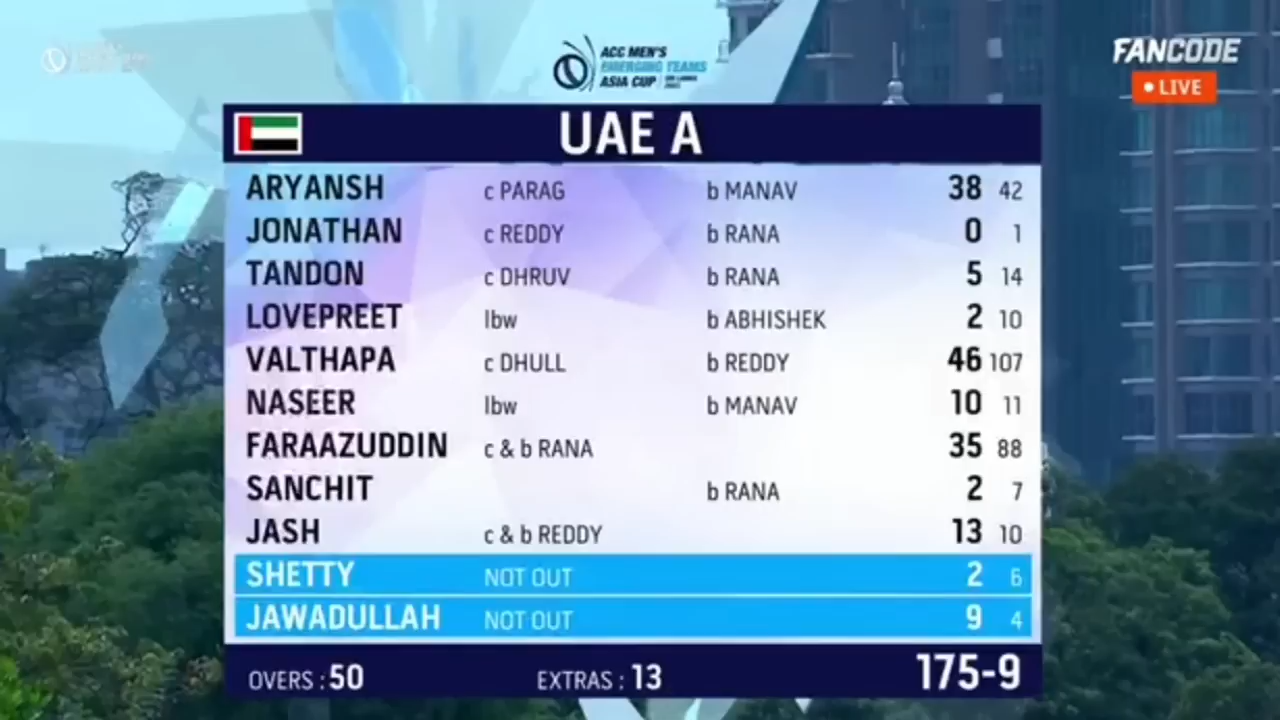 ACC MEN'S
EMERGING TEAMS
ASIA CUP
FANCODE
LIVE
UAE A
ARYANSH c PARAG b MANAV 38 42
JONATHAN c REDDY b RANA 0 1
TANDON c DHRUV b RANA 5 14
LOVEPREET lbw b ABHISHEK 2 10
VALTHAPA c DHULL b REDDY 46 107
NASEER lbw b MANAV 10 11
FARAAZUDDIN c & b RANA 35 88
SANCHIT b RANA 2 7
JASH c & b REDDY 13 10
SHETTY NOT OUT 2 6
JAWADULLAH NOT OUT 9 4
OVERS : 50 EXTRAS : 13 175-9